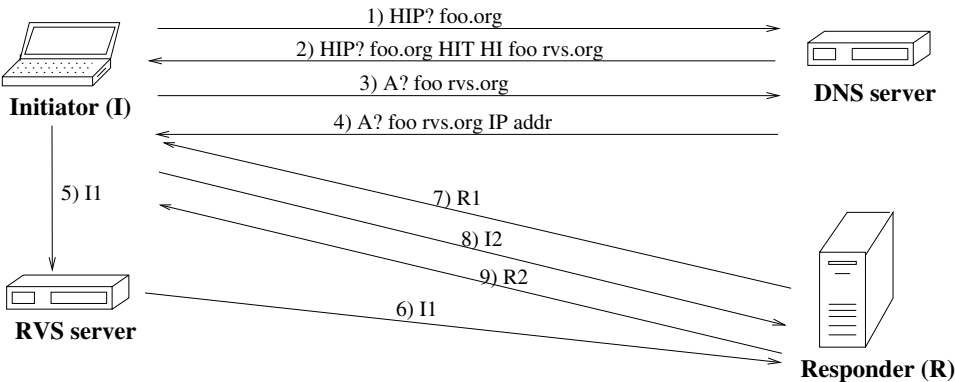 1) HIP? foo.org
2) HIP? foo.org HIT HI foo rvs.org
3) A? foo rvs.org
Initiator (I)
DNS server
4) A? foo rvs.org IP addr
5) I1
7) R1
8) I2
9) R2
6) I1
RVS server
Responder (R)